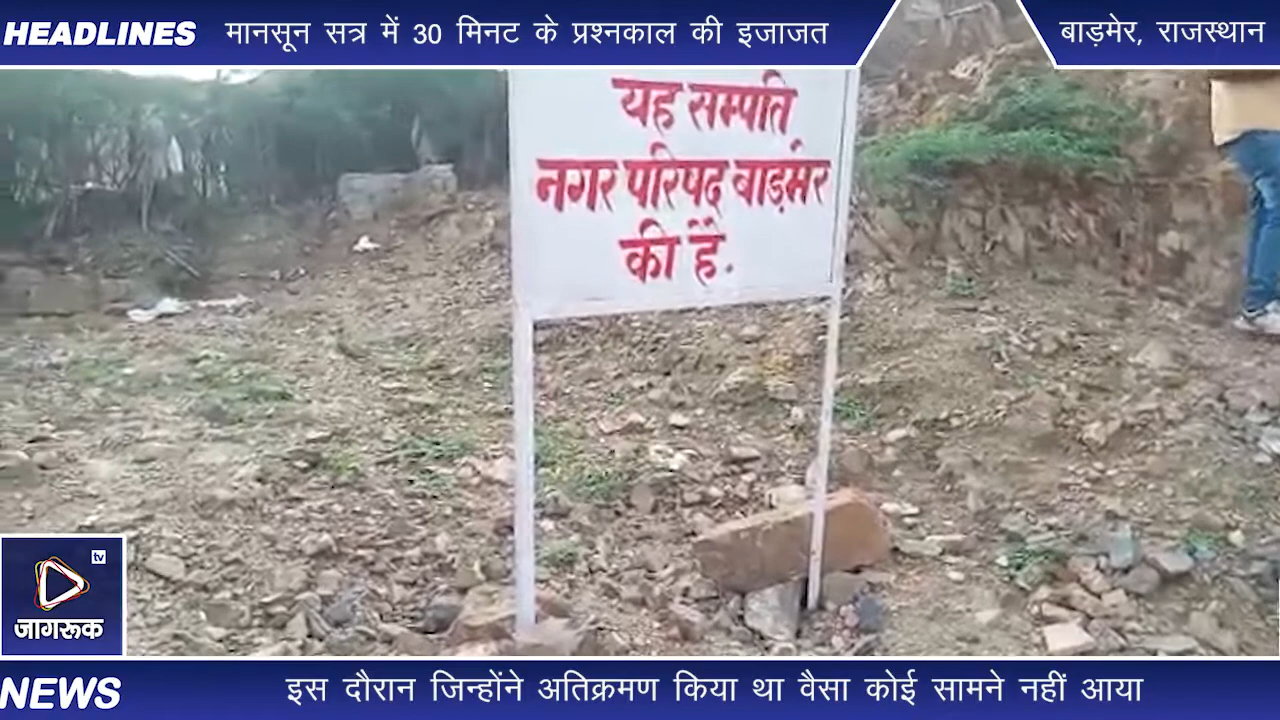 HEADLINES मानसून सत्र में 30 मिनट के प्रश्नकाल की इजाजत
बाड़मेर, राजस्थान
यह सम्पति
नगर परिषद् बाड़मेर
की है.
tv
जागरूक
NEWS इस दौरान जिन्होंने अतिक्रमण किया था वैसा कोई सामने नहीं आया